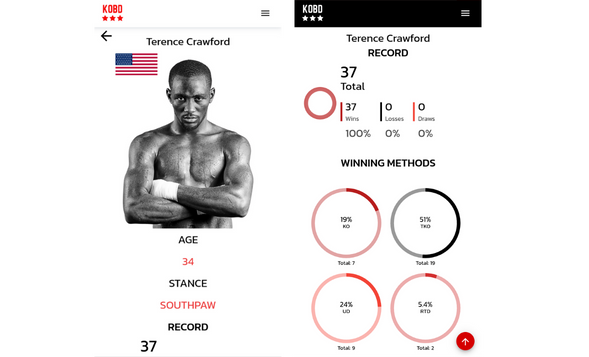 KOBO
Terence Crawford
AGE
34
STANCE
SOUTHPAW
RECORD
37
KOBO
Terence Crawford
RECORD
37
Total
37
Wins
100%
0
Losses
0%
0
Draws
0%
WINNING METHODS
19%
KO
Total: 7
51%
TKO
Total: 19
24%
UD
Total: 9
5.4%
RTD
Total: 2